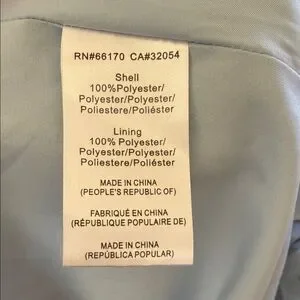 RN#66170 CA#32054
Shell
100%Polyester/
Polyester/Polyester/
Poliestere/Poliéster
Lining
100% Polyester/
Polyester/Polyester/
Poliestere/Poliéster
MADE IN CHINA
(PEOPLE'S REPUBLIC OF)
FABRIQUÉ EN CHINA
(RÉPUBLIQUE POPULAIRE DE)
MADE IN CHINA
(REPÚBLICA POPULAR)